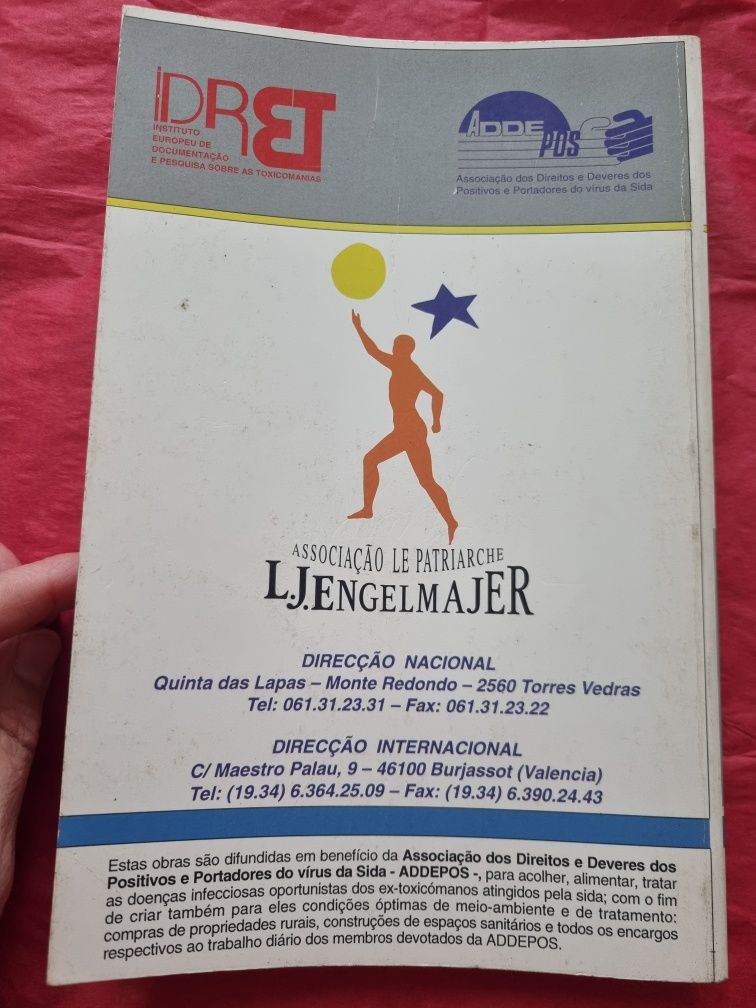 IDRET
INSTITUTO
EUROPEU DE
DOCUMENTAÇÃO
E PESQUISA SOBRE AS TOXICOMANIAS
ADDE
POS
Associação dos Direitos e Deveres dos
Positivos e Portadores do vírus da Sida
ASSOCIAÇÃO LE PATRIARCHE
L.J.ENGELMAJER
DIRECÇÃO NACIONAL
Quinta das Lapas – Monte Redondo – 2560 Torres Vedras
Tel: 061.31.23.31 – Fax: 061.31.23.22
DIRECÇÃO INTERNACIONAL
C/ Maestro Palau, 9 – 46100 Burjassot (Valencia)
Tel: (19.34) 6.364.25.09 – Fax: (19.34) 6.390.24.43
Estas obras são difundidas em benefício da Associação dos Direitos e Deveres dos
Positivos e Portadores do vírus da Sida - ADDEPOS -, para acolher, alimentar, tratar
as doenças infecciosas oportunistas dos ex-toxicómanos atingidos pela sida; com o fim
de criar também para eles condições óptimas de meio-ambiente e de tratamento:
compras de propriedades rurais, construções de espaços sanitários e todos os encargos
respectivos ao trabalho diário dos membros devotados da ADDEPOS.